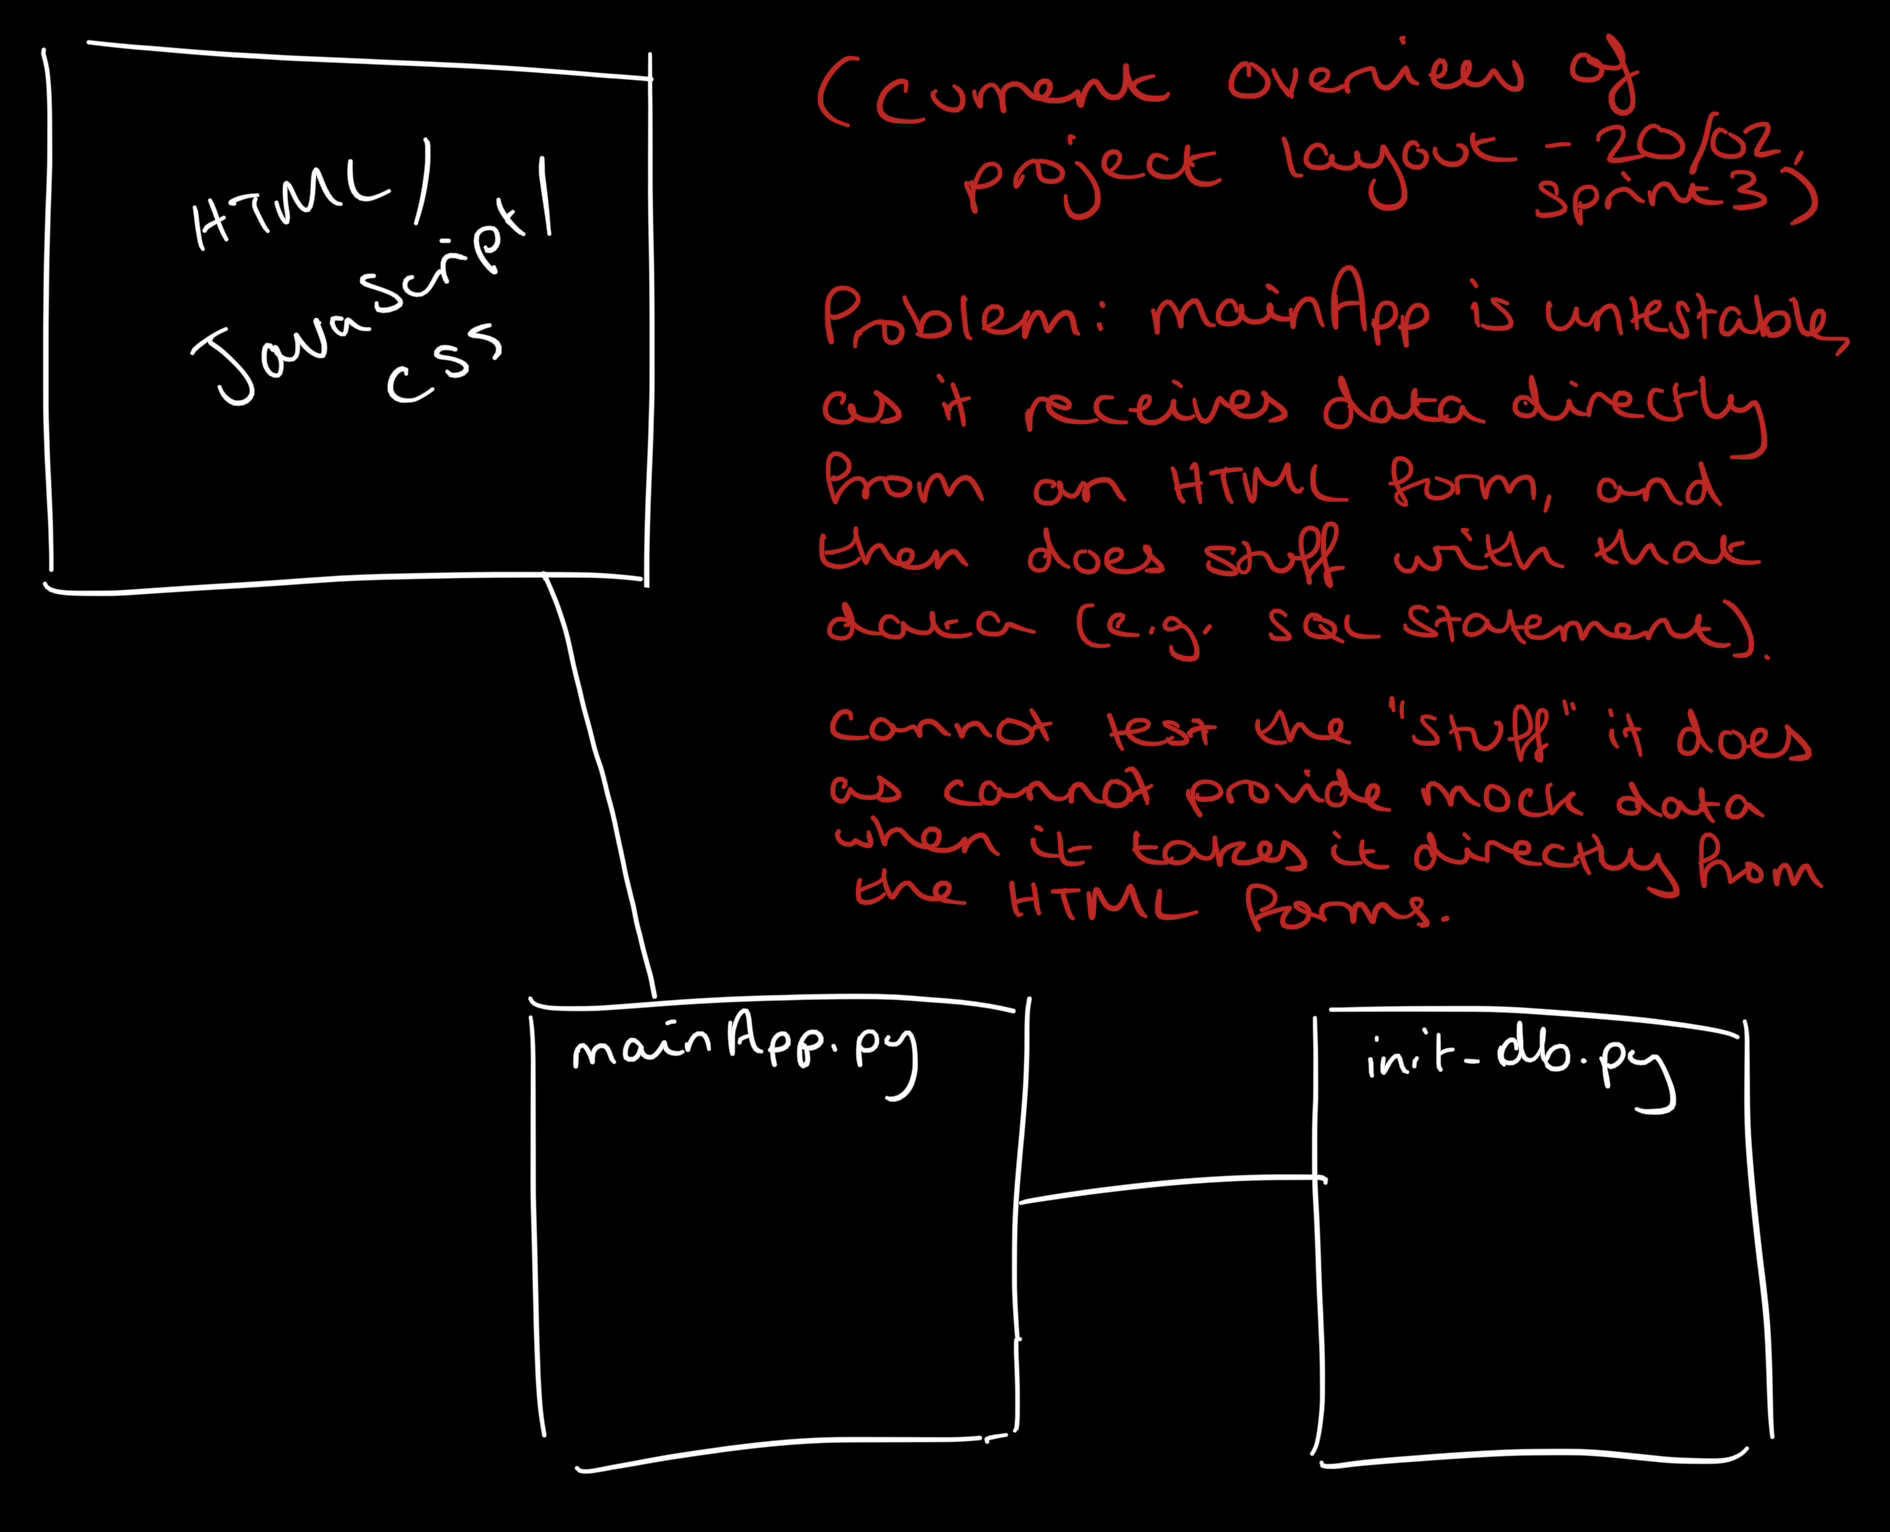 HTML/
JavaScript/
CSS
(Current overview of
project layout - 20/02,
sprint 3)
Problem: mainApp is untestable,
as it receives data directly
from an HTML form, and
then does stuff with that
data (e.g. SQL statement).
Cannot test the "stuff" it does
as cannot provide mock data
when it takes it directly from
the HTML forms.
mainApp.py
init-db.py